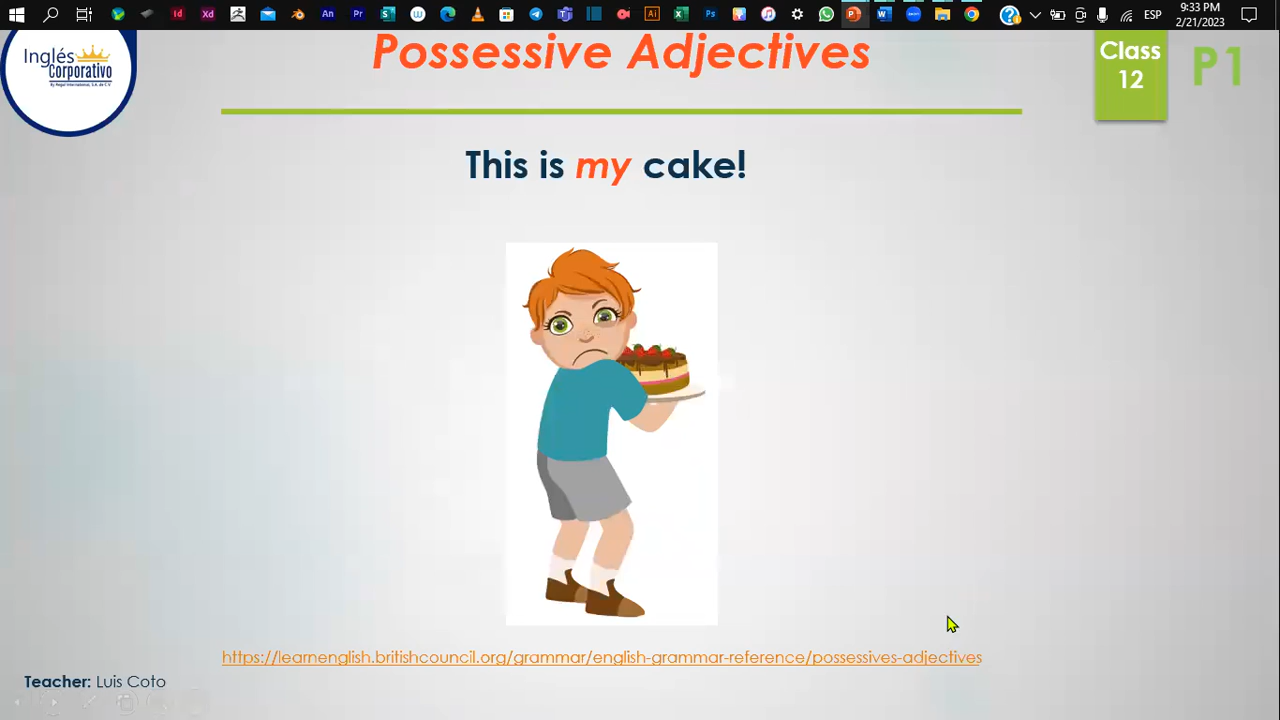 9:33 PM
ESP
2/21/2023
Inglés
Corporativo
Possessive Adjectives
Class
12
P1
This is my cake!
https://learnenglish.britishcouncil.org/grammar/english-grammar-reference/possessives-adjectives
Teacher: Luis Coto